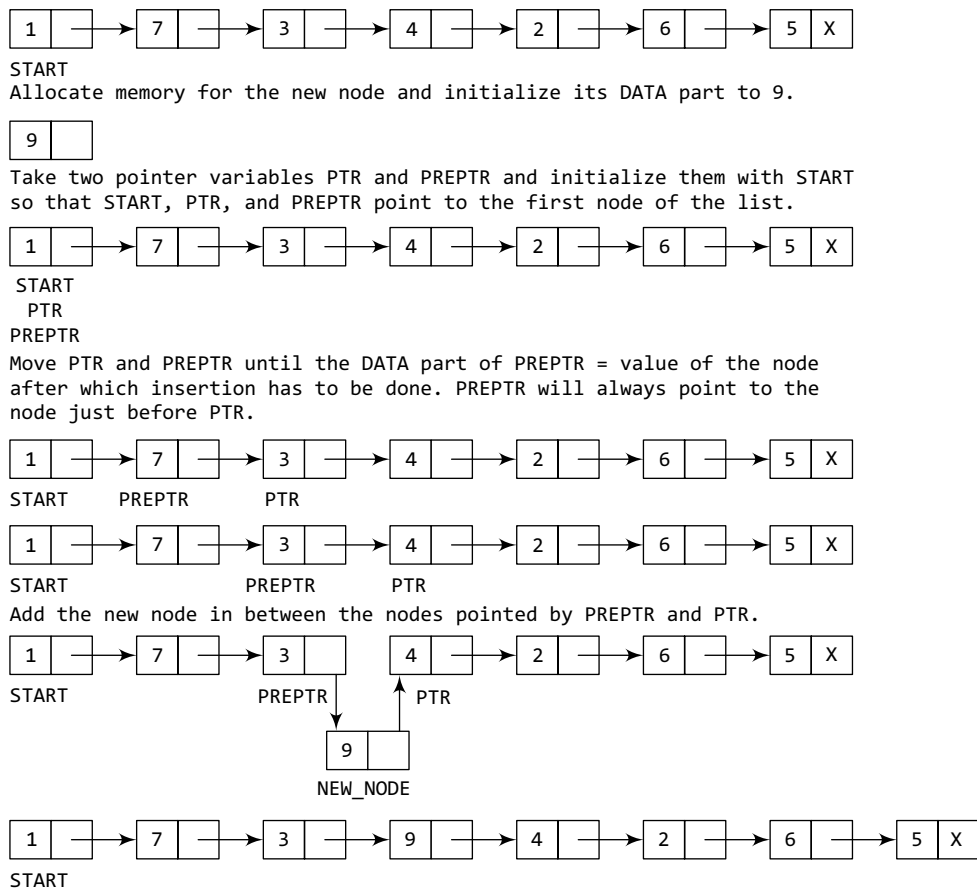 1 7 3 4 2 6 5 X
START
Allocate memory for the new node and initialize its DATA part to 9.
9
Take two pointer variables PTR and PREPTR and initialize them with START
so that START, PTR, and PREPTR point to the first node of the list.
1 7 3 4 2 6 5 X
START
PTR
PREPTR
Move PTR and PREPTR until the DATA part of PREPTR = value of the node
after which insertion has to be done. PREPTR will always point to the
node just before PTR.
1 7 3 4 2 6 5 X
START PREPTR PTR
1 7 3 4 2 6 5 X
START PREPTR PTR
Add the new node in between the nodes pointed by PREPTR and PTR.
1 7 3 4 2 6 5 X
START PREPTR PTR
9
NEW_NODE
1 7 3 9 4 2 6 5 X
START